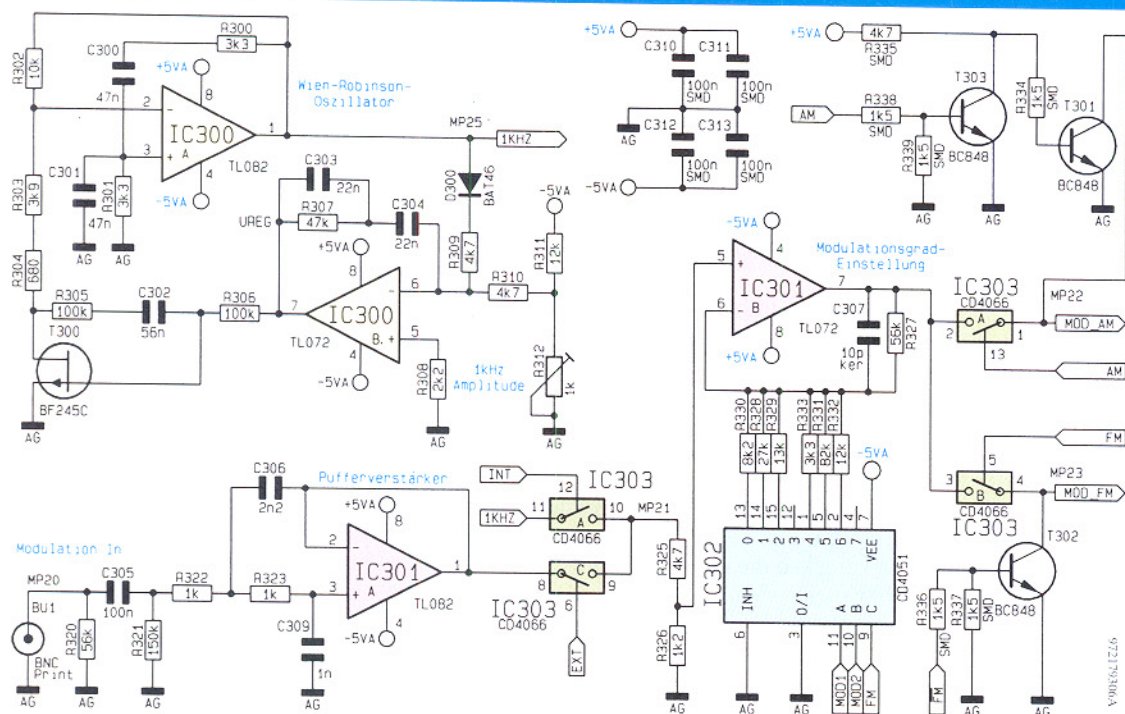 R302
10k
C300
47n
R300
3k3
+5VA
8
2
-
IC300
1
3
+ A
TL082
4
-5VA
Wien-Robinson-
Oszillator
MP25
1KHZ
C301
47n
R301
3k3
AG
AG
R303
3k9
R304
680
C303
22n
R307
47k
UREG
C304
22n
D300
BAT46
R309
4k7
-5VA
R311
12k
R310
4k7
+5VA
8
6
-
IC300
7
5
B.
+
TL072
4
-5VA
R305
100k
C302
56n
R306
100k
T300
BF245C
AG
R308
2k2
AG
1kHz
Amplitude
R312
1k
AG
+5VA
C310
C311
100n
SMD
100n
SMD
AG
C312
C313
100n
SMD
100n
SMD
-5VA
+5VA
4k7
R335
SMD
AM
R338
1k5
SMD
R339
1k5
SMD
AG
T303
BC848
AG
R334
1k5
SMD
T301
BC848
AG
-5VA
4
5
+
IC301
7
6
-
B
TL072
8
+5VA
Modulationsgrad-
Einstellung
C307
10p
ker
R327
56k
IC303
CD4066
2
A
1
13
MP22
MOD_AM
AM
FM
5
3
B
4
CD4066
IC303
MP23
MOD_FM
T302
BC848
AG
R336
1k5
SMD
FM
R337
1k5
SMD
AG
R330
8k2
R328
27k
R329
13k
R333
3k3
R331
82k
R332
12k
-5VA
13
14
15
12
1
5
2
4
7
0
1
2
3
4
5
6
7
VEE
IC302
CD4051
INH
O/I
A
B
C
6
3
11
10
9
AG
AG
MOD1
MOD2
FM
Modulation In
MP20
BU1
BNC
Print
AG
R320
56k
AG
C305
100n
R321
150k
AG
R322
1k
R323
1k
C306
2n2
C309
1n
AG
Pufferverstärker
+5VA
8
2
-
IC301
1
3
+ A
TL082
4
-5VA
INT
12
IC303
1KHZ
11
A
10
CD4066
MP21
8
C
9
6
IC303
CD4066
EXT
R325
4k7
R326
1k2
AG
972179306A